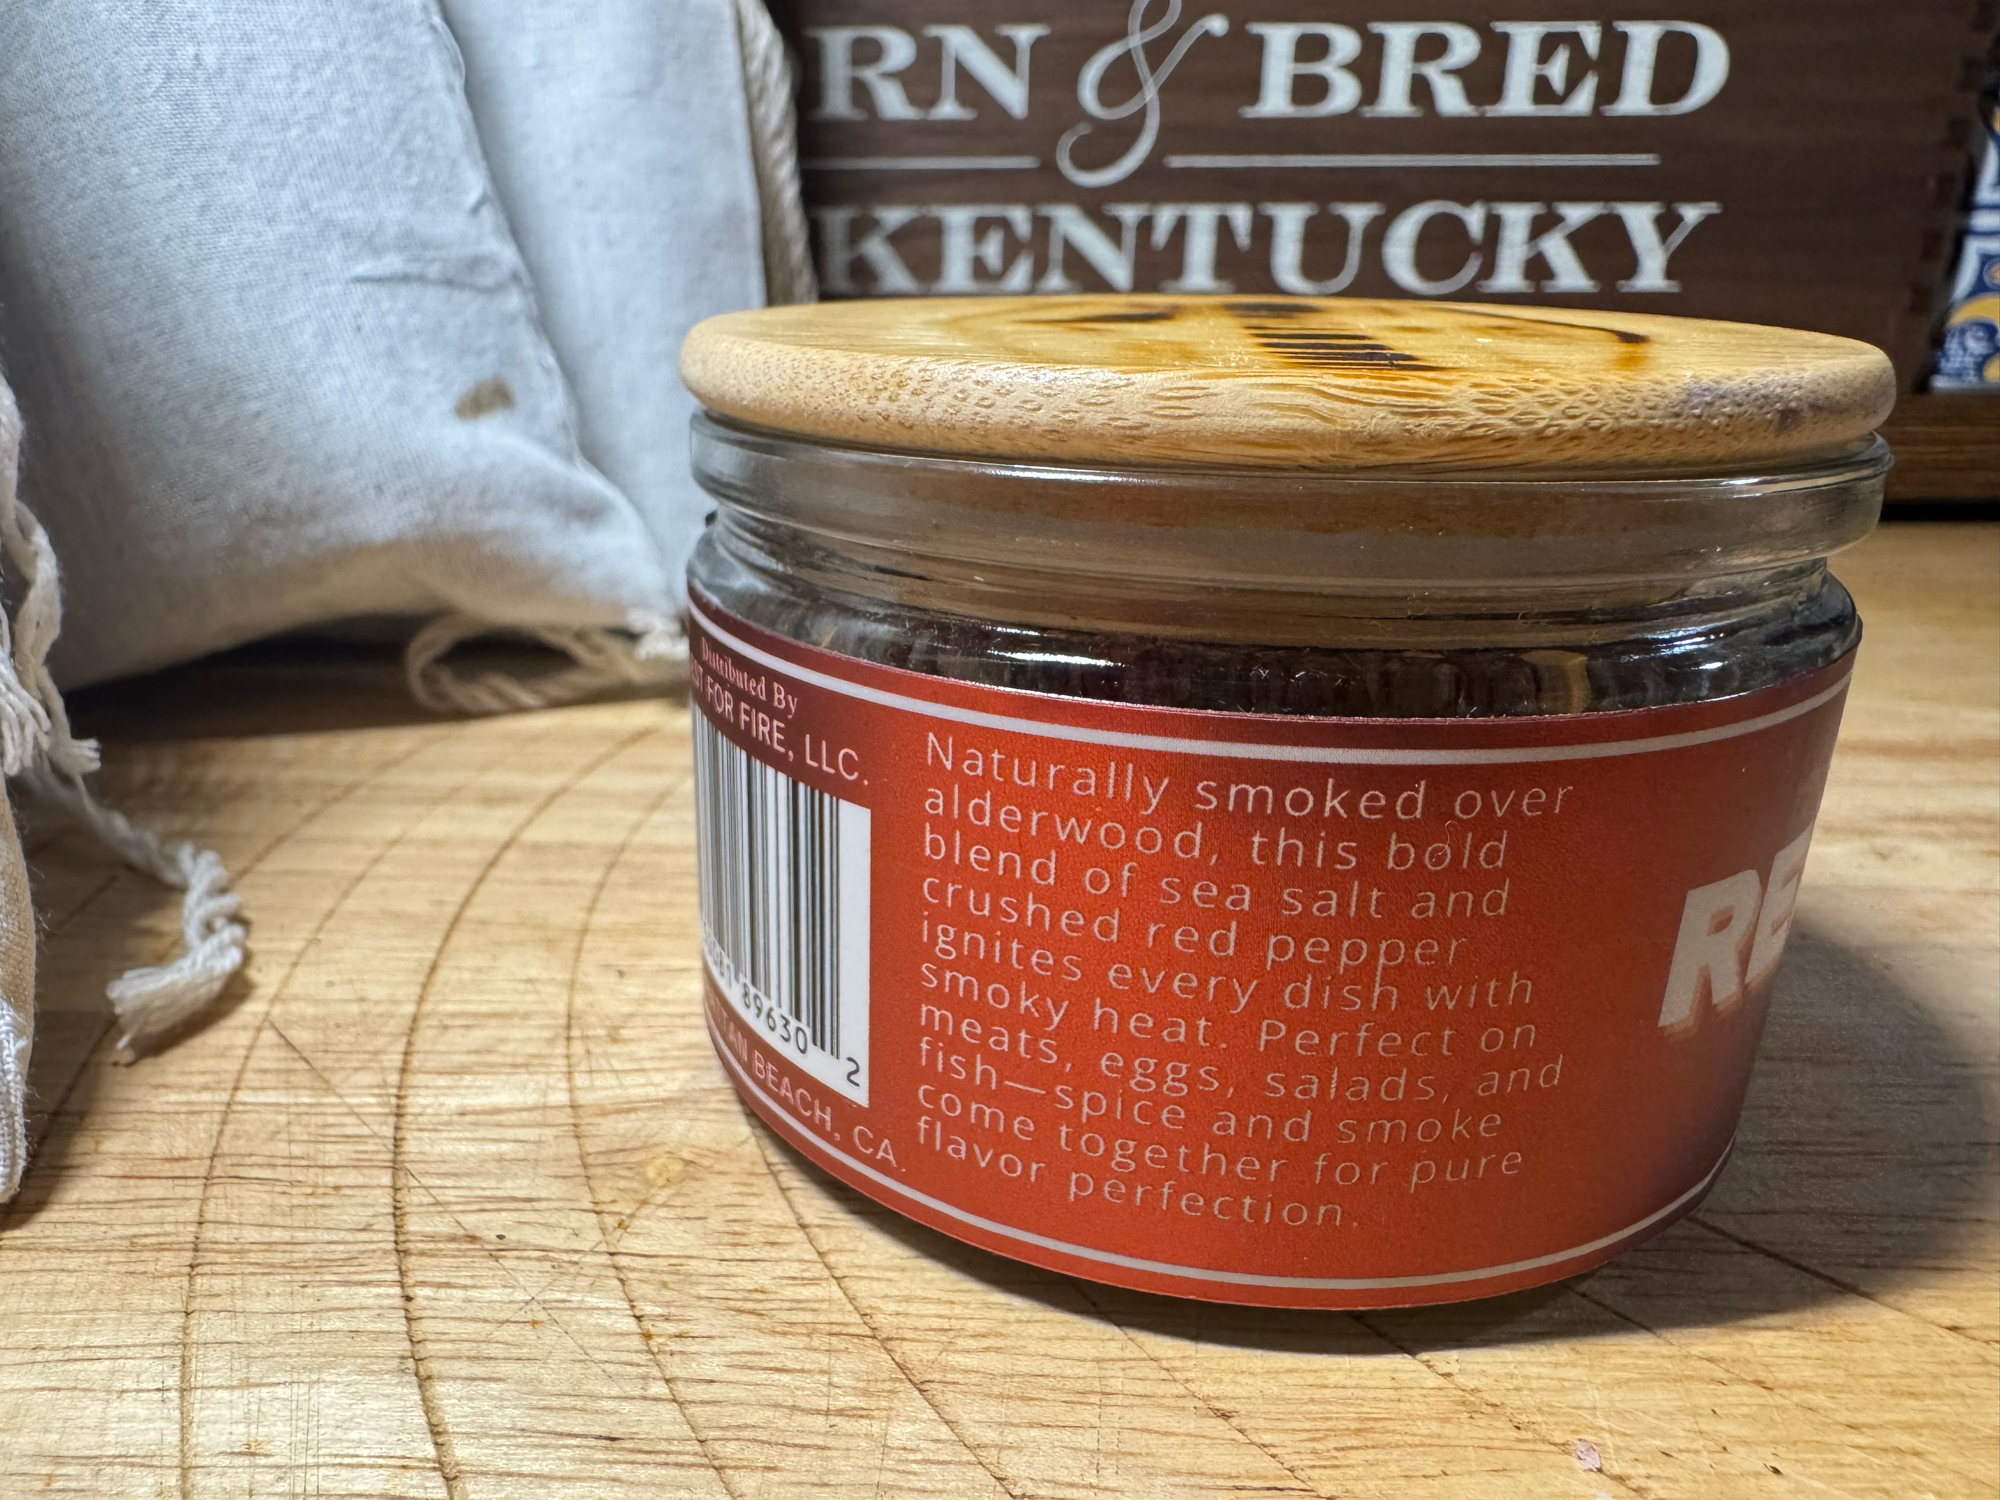 RN & BRED
KENTUCKY
Distributed By
FOR FIRE, LLC.
89630 2
BEACH, CA.
Naturally smoked over
alderwood, this bold
blend of sea salt and
crushed red pepper
ignites every dish with
smoky heat. Perfect on
meats, eggs, salads, and
fish—spice and smoke
come together for pure
flavor perfection.
RE